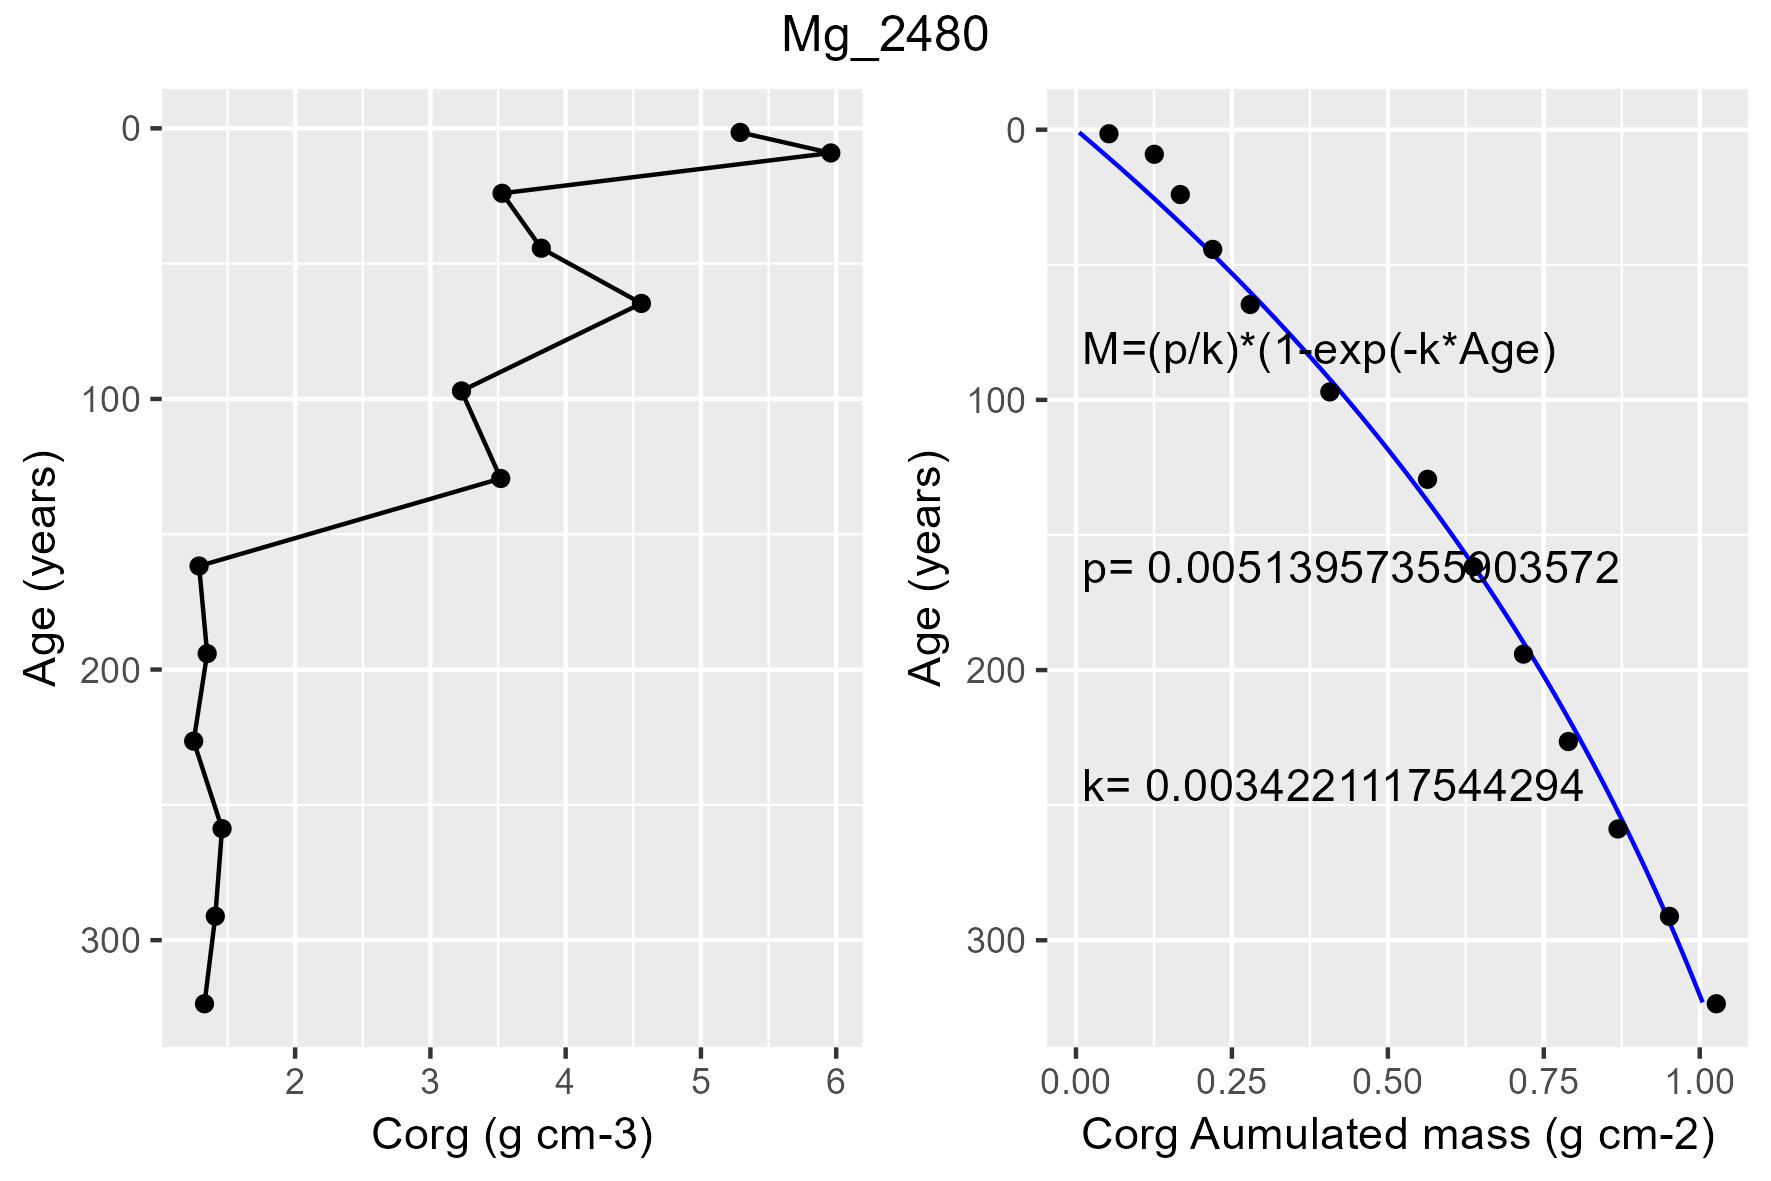 Mg_2480
0
100
200
300
Age (years)
2 3 4 5 6
Corg (g cm-3)
0
100
200
300
Age (years)
M=(p/k)*(1-exp(-k*Age)
p= 0.00513957355903572
k= 0.0034221117544294
0.00 0.25 0.50 0.75 1.00
Corg Aumulated mass (g cm-2)